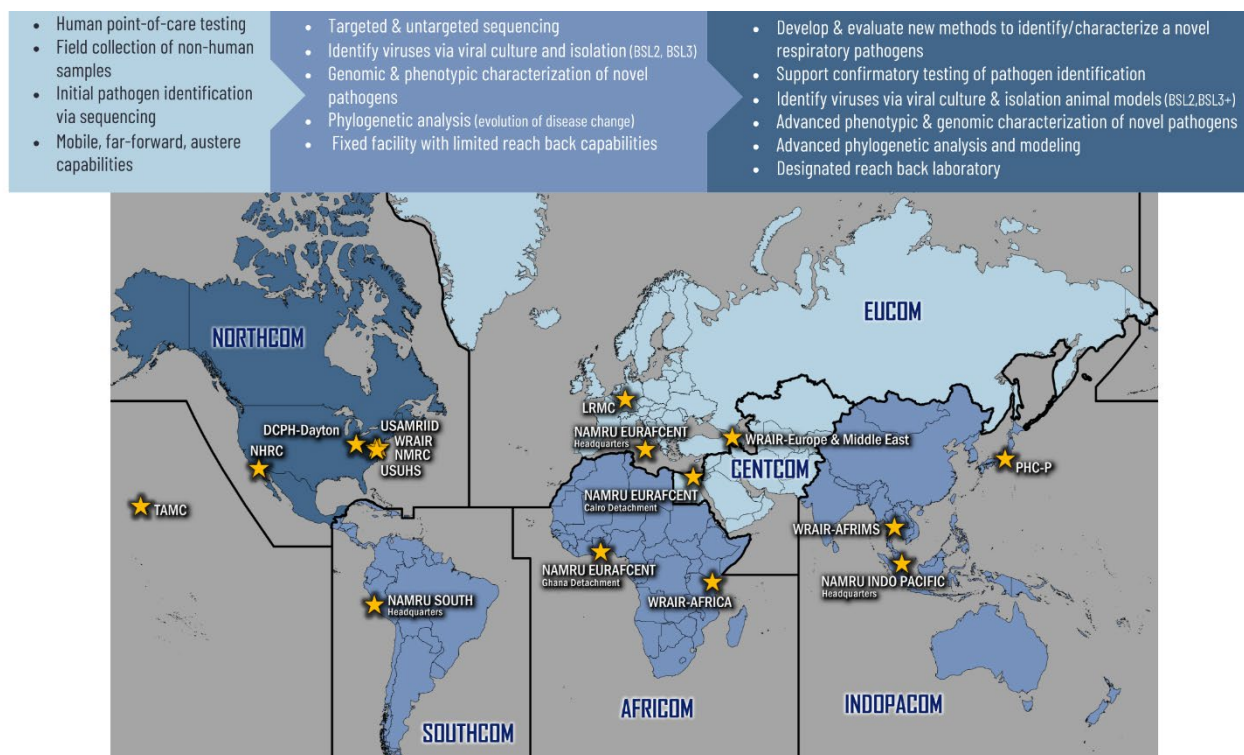 • Human point-of-care testing
• Field collection of non-human
samples
• Initial pathogen identification
via sequencing
• Mobile, far-forward, austere
capabilities
• Targeted & untargeted sequencing
• Identify viruses via viral culture and isolation (BSL2, BSL3)
• Genomic & phenotypic characterization of novel
pathogens
• Phylogenetic analysis (evolution of disease change)
• Fixed facility with limited reach back capabilities
• Develop & evaluate new methods to identify/characterize a novel
respiratory pathogens
• Support confirmatory testing of pathogen identification
• Identify viruses via viral culture & isolation animal models (BSL2,BSL3+)
• Advanced phenotypic & genomic characterization of novel pathogens
• Advanced phylogenetic analysis and modeling
• Designated reach back laboratory
NORTHCOM
EUCOM
LRMC
DCPH-Dayton
USAMRIID
WRAIR
NMRC
USUHS
NHRC
NAMRU EURAFCENT
Headquarters
WRAIR-Europe & Middle East
CENTCOM
PHC-P
TAMC
NAMRU EURAFCENT
Cairo Detachment
WRAIR-AFRIMS
NAMRU EURAFCENT
Ghana Detachment
NAMRU INDO PACIFIC
Headquarters
WRAIR-AFRICA
NAMRU SOUTH
Headquarters
AFRICOM
INDOPACOM
SOUTHCOM